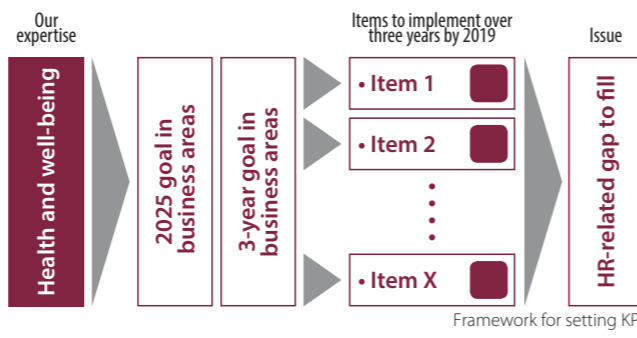 Our
expertise
Items to implement over
three years by 2019
Issue
Health and well-being
2025 goal in
business areas
3-year goal in
business areas
• Item 1
• Item 2
• Item X
HR-related gap to fill
Framework for setting KP